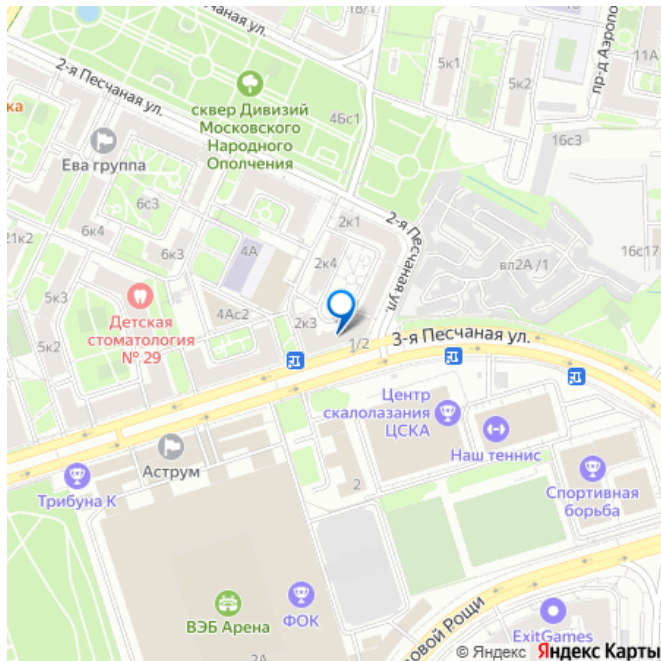 18/1
чаная ул.
5к1
5к2
пр-д Аэропо
11А
2-я Песчаная ул.
сквер Дивизий
Московского
Народного
Ополчения
4Бс1
ка
Ева группа
16с3
6с3
2к1
2-я Песчаная ул.
21к2
6к4
6к3
4А
2к4
вл2А /1
16с17
5к3
Детская
стоматология
№ 29
4Ас2
2к3
1/2
3-я Песчаная ул.
5к2
Центр
скалолазания
ЦСКА
Наш теннис
Аструм
Трибуна К
2
Спортивная
борьба
ВЭБ Арена
ФОК
2А
ровой Рощи
ExitGames
© Яндекс Яндекс Карты